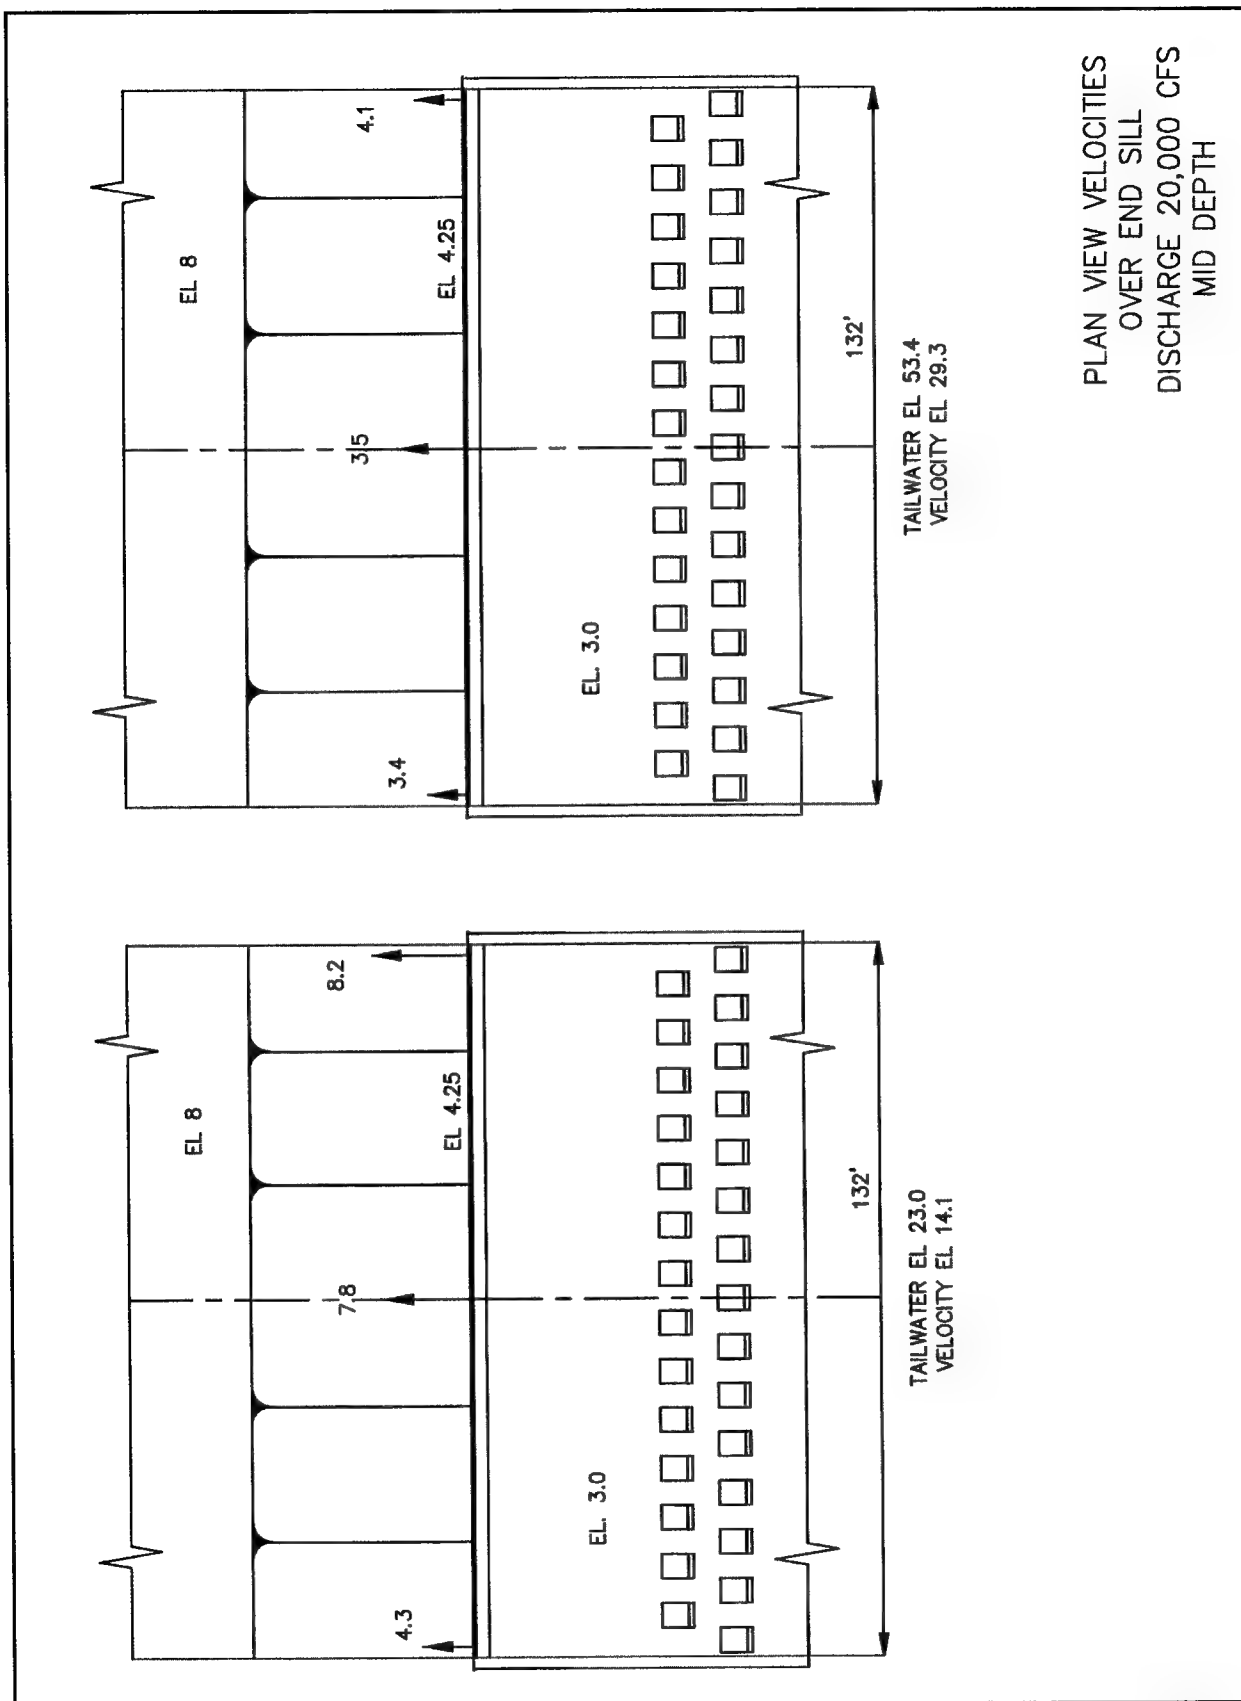 EL 8
4.3
7.8
8.2
EL 4.25
EL. 3.0
132'
TAILWATER EL 23.0
VELOCITY EL 14.1
EL 8
3.4
3.5
4.1
EL 4.25
EL. 3.0
132'
TAILWATER EL 53.4
VELOCITY EL 29.3
PLAN VIEW VELOCITIES
OVER END SILL
DISCHARGE 20,000 CFS
MID DEPTH